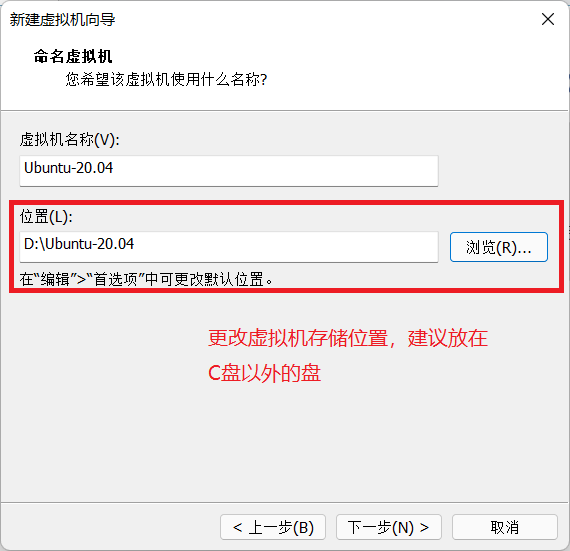 新建虚拟机向导
命名虚拟机
您希望该虚拟机使用什么名称?
虚拟机名称(V):
Ubuntu-20.04
位置(L):
D:\Ubuntu-20.04
浏览(R)...
在“编辑”>“首选项”中可更改默认位置。
更改虚拟机存储位置，建议放在
C盘以外的盘
< 上一步(B)
下一步(N) >
取消